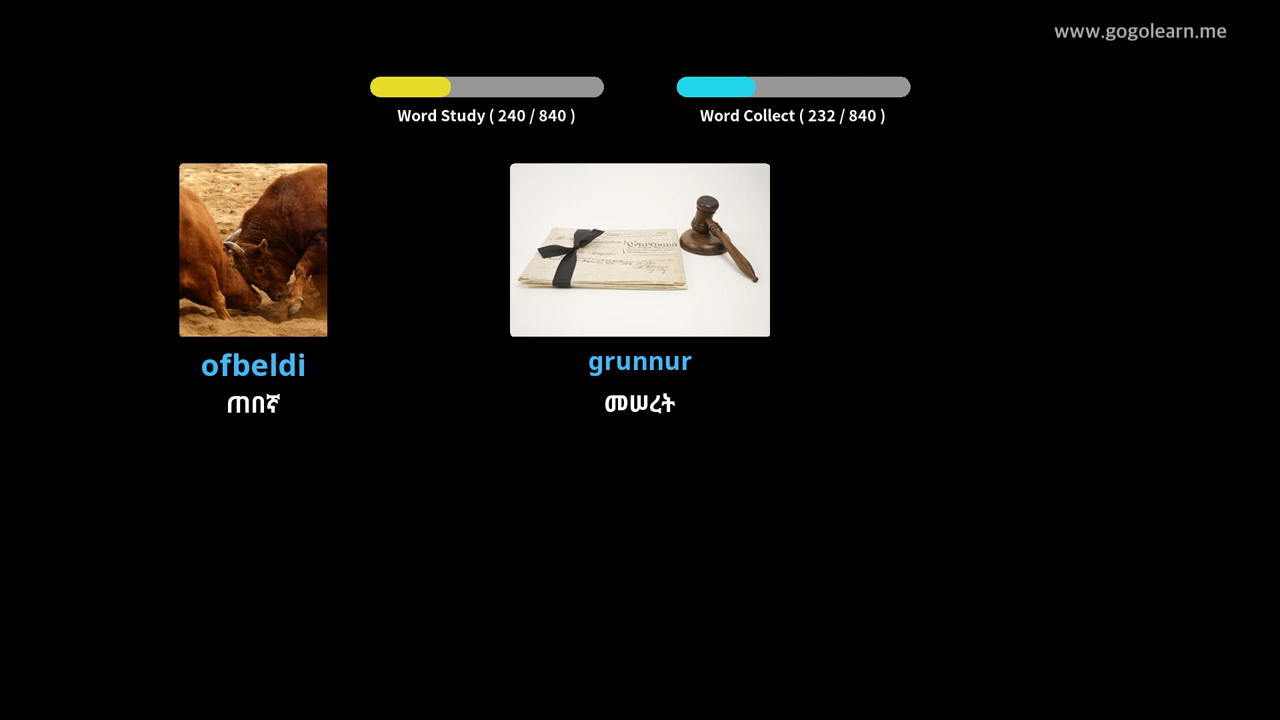 www.gogolearn.me
Word Study ( 240 / 840 )
Word Collect ( 232 / 840 )
ofbeldi
ጠበኛ
grunnur
መሠረት